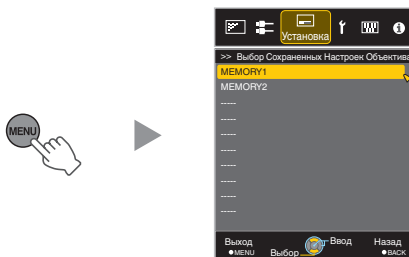 MENU
Установка
>> Выбор Сохраненных Настроек Объектива
MEMORY1
MEMORY2
-----
-----
-----
-----
-----
-----
-----
-----
Выход
●MENU
Выбор
Ввод
Назад
●BACK